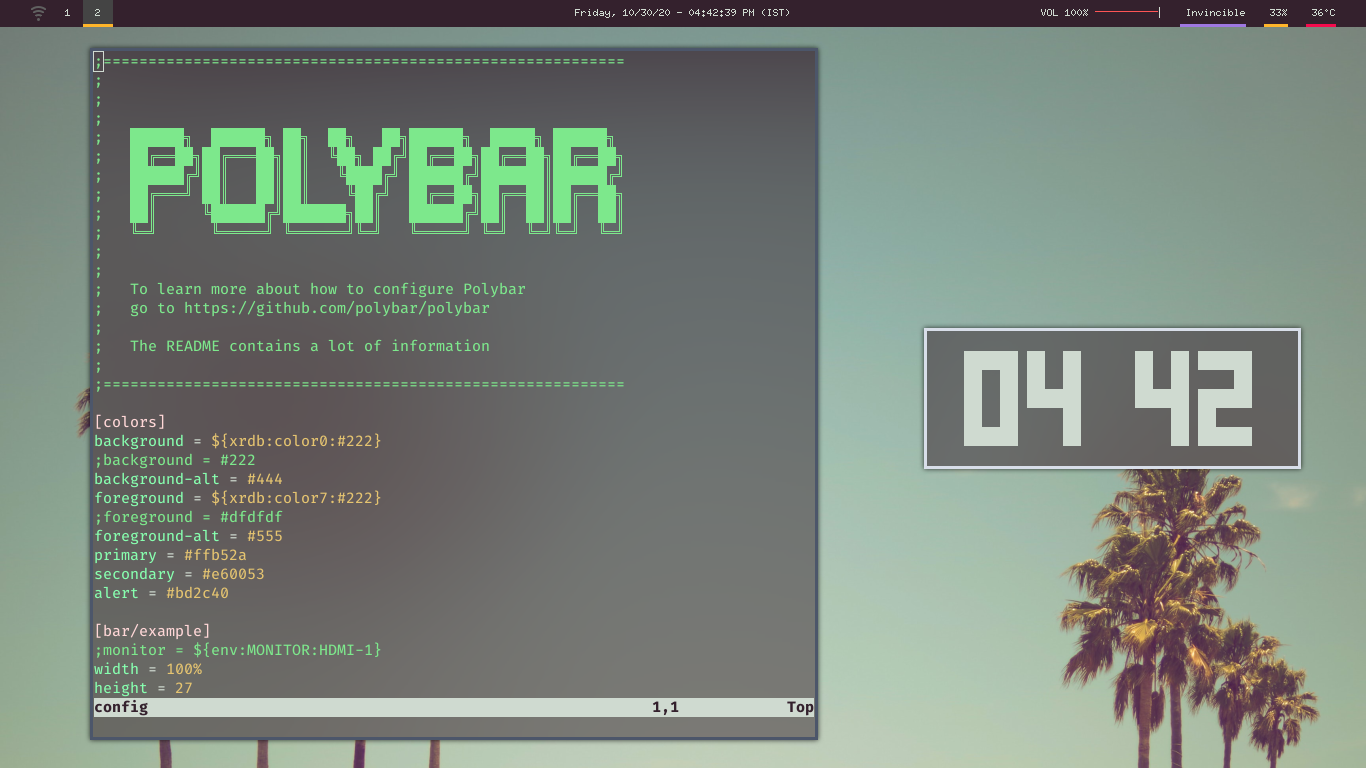 1 2 Friday, 10/30/20 - 04:42:39 PM (IST) VOL 100% Invincible 33% 36°C
;==========================================================
;
;
;
; POLYBAR
;
;
;
;
;
;
;
; To learn more about how to configure Polybar
; go to https://github.com/polybar/polybar
;
; The README contains a lot of information
;
;==========================================================
[colors]
background = ${xrdb:color0:#222}
;background = #222
background-alt = #444
foreground = ${xrdb:color7:#222}
;foreground = #dfdfdf
foreground-alt = #555
primary = #ffb52a
secondary = #e60053
alert = #bd2c40
[bar/example]
;monitor = ${env:MONITOR:HDMI-1}
width = 100%
height = 27
config 1,1 Top
04 42